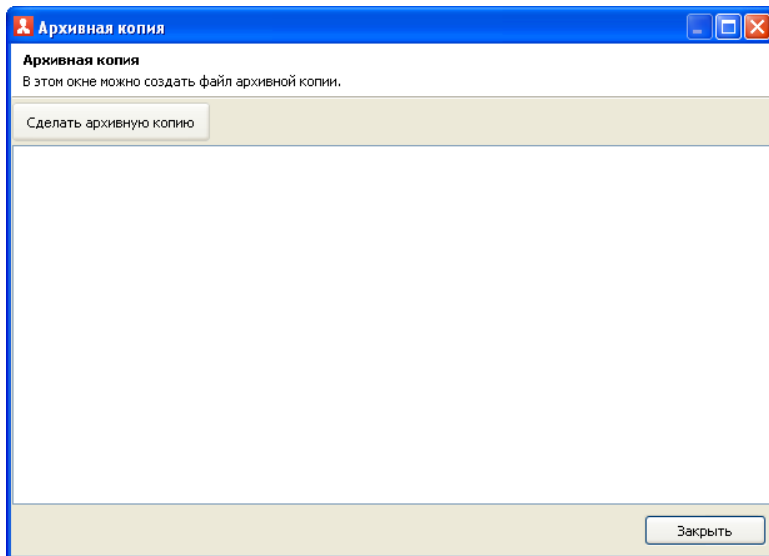 Архивная копия
Архивная копия
В этом окне можно создать файл архивной копии.
Сделать архивную копию
Закрыть